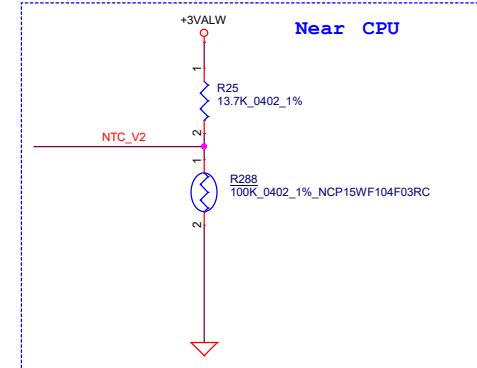 +3VALW
Near CPU
1
R25
13.7K_0402_1%
2
NTC_V2
1
R288
100K_0402_1%_NCP15WF104F03RC
2